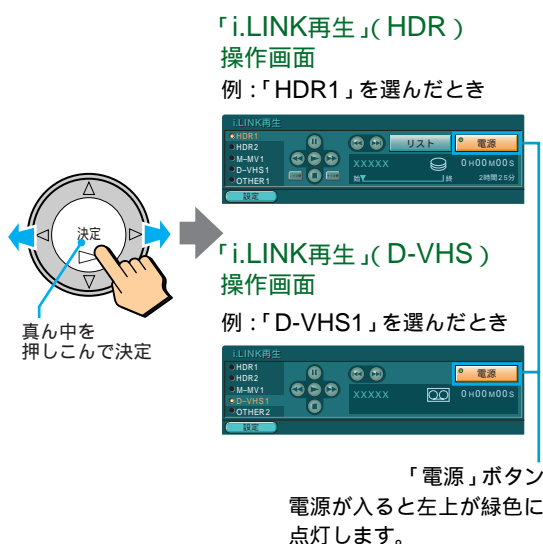 「i.LINK再生」(HDR)
操作画面
例:「HDR1」を選んだとき
i.LINK再生
HDR1
HDR2
M-MV1
D-VHS1
OTHER1
リスト
電源
XXXXX
0H00M00S
始
終
2時間25分
設定
決定
真ん中を
押しこんで決定
「i.LINK再生」(D-VHS)
操作画面
例:「D-VHS1」を選んだとき
i.LINK再生
HDR1
HDR2
M-MV1
D-VHS1
OTHER2
電源
XXXXX
0H00M00S
設定
「電源」ボタン
電源が入ると左上が緑色に
点灯します。